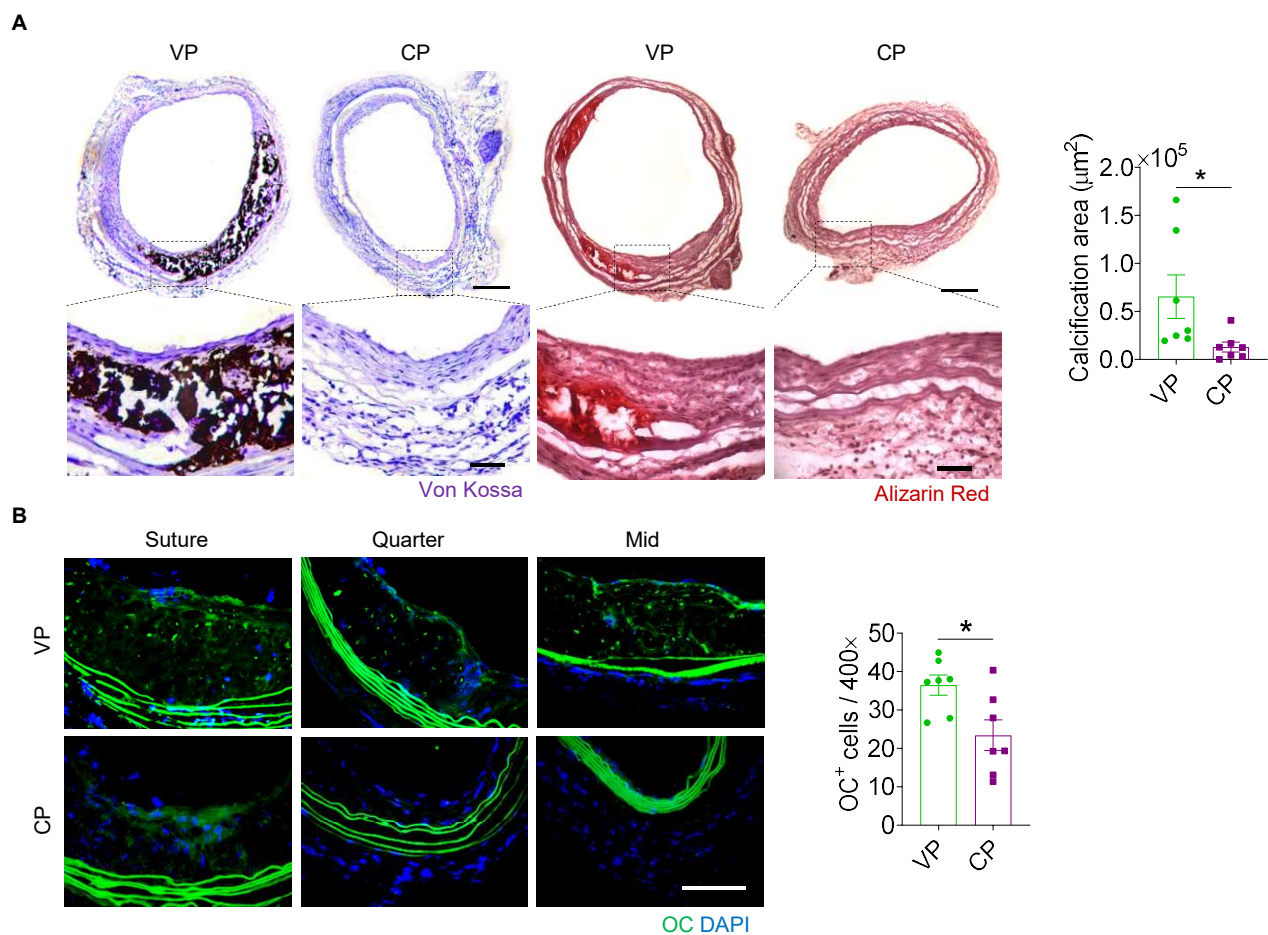 A
VP CP VP CP
Von Kossa
Alizarin Red
Calcification area (μm²)
2.0×10⁵
1.5
1.0
0.5
0.0
VP CP
*
B
Suture Quarter Mid
VP
CP
OC DAPI
OC⁺ cells / 400×
50
40
30
20
10
0
VP CP
*